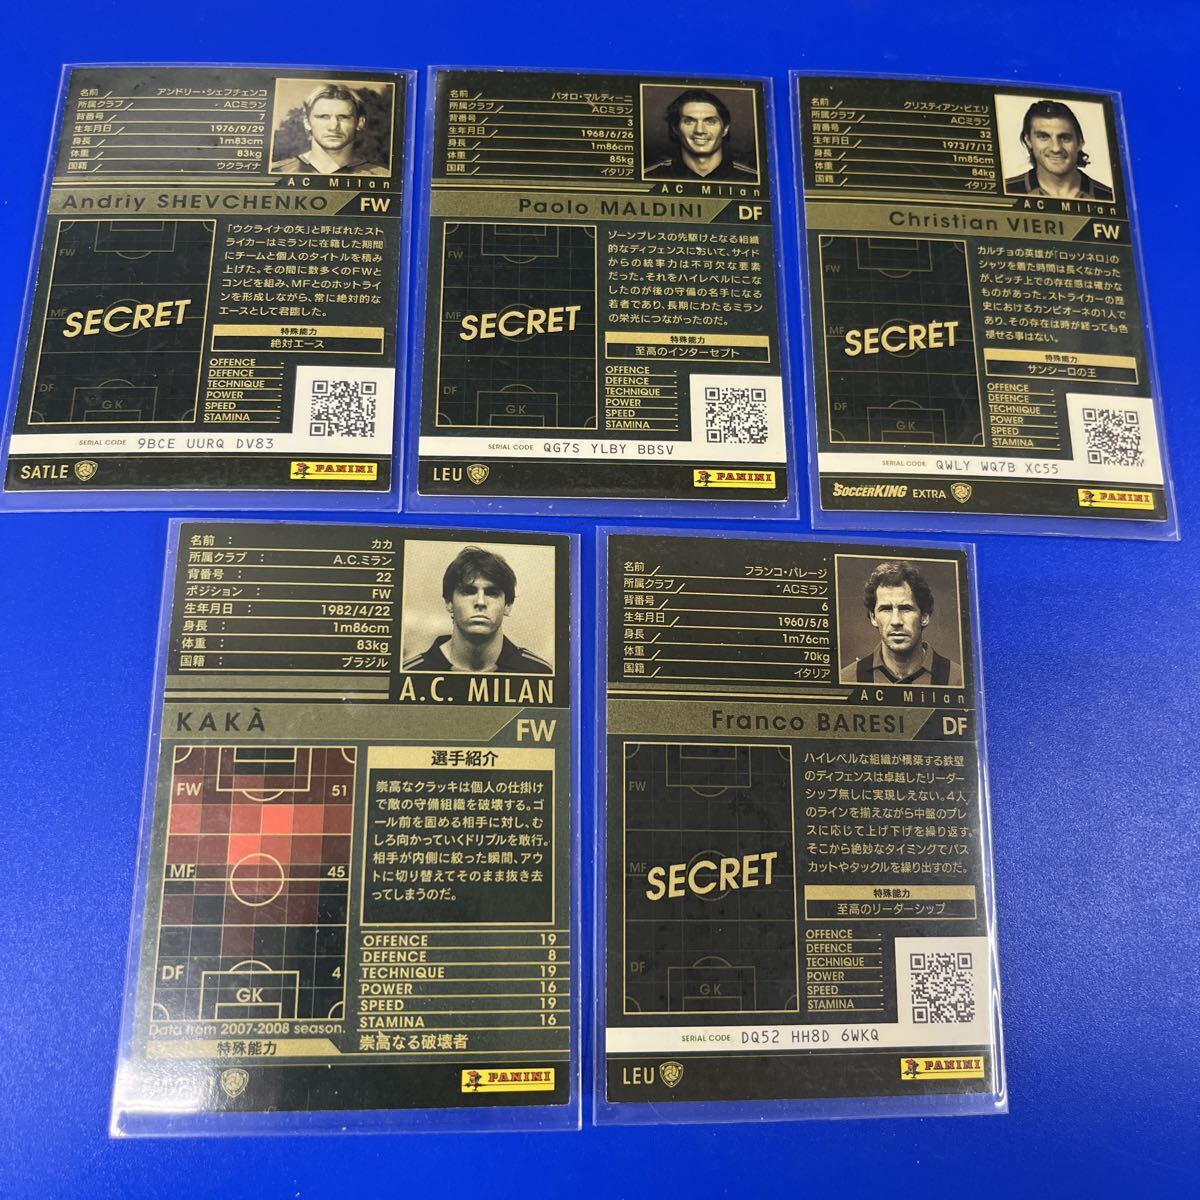 名前 アンドリー・シェフチェンコ
所属クラブ ACミラン
背番号 7
生年月日 1976/9/29
身長 1m83cm
体重 83kg
国籍 ウクライナ
AC Milan
Andriy SHEVCHENKO FW
「ウクライナの矢」と呼ばれたスト
ライカーはミランに在籍した期間
にチームと個人のタイトルを積み
上げた。その間に数多くのFWと
コンビを組み、MFとのホットライ
ンを形成しながら、常に絶対的な
エースとして君臨した。
FW
MF
DF
GK
SECRET
特殊能力
絶対エース
OFFENCE
DEFENCE
TECHNIQUE
POWER
SPEED
STAMINA
SERIAL CODE 9BCE UURQ DV83
SATLE
PANINI
名前 パオロ・マルディーニ
所属クラブ ACミラン
背番号 3
生年月日 1968/6/26
身長 1m86cm
体重 85kg
国籍 イタリア
AC Milan
Paolo MALDINI DF
ゾーンプレスの先駆けとなる組織
的なディフェンスにおいて、サイド
からの統率力は不可欠な要素
だった。それをハイレベルにこな
したのが後の守備の名手になる
若者であり、長期にわたるミラン
の栄光につながったのだ。
FW
MF
DF
GK
SECRET
特殊能力
至高のインターセプト
OFFENCE
DEFENCE
TECHNIQUE
POWER
SPEED
STAMINA
SERIAL CODE QG7S YLBY BBSV
LEU
PANINI
名前 クリスティアン・ビエリ
所属クラブ ACミラン
背番号 32
生年月日 1973/7/12
身長 1m85cm
体重 84kg
国籍 イタリア
AC Milan
Christian VIERI FW
カルチョの英雄が「ロッソネロ」の
シャツを着た時間は長くなかった
が、ピッチ上での存在感は確かな
ものがあった。ストライカーの歴
史におけるカンピオーネの1人で
あり、その存在は時が経っても色
褪せる事はない。
FW
MF
DF
GK
SECRET
特殊能力
サンシーロの王
OFFENCE
DEFENCE
TECHNIQUE
POWER
SPEED
STAMINA
SERIAL CODE QWLY WQ7B XC55
SOCCERKING EXTRA
PANINI
名前 : カカ
所属クラブ : A.C.ミラン
背番号 : 22
ポジション : FW
生年月日 : 1982/4/22
身長 : 1m86cm
体重 : 83kg
国籍 : ブラジル
A.C. MILAN
KAKÀ FW
選手紹介
崇高なクラッキは個人の仕掛け
で敵の守備組織を破壊する。ゴ
ール前を固める相手に対し、む
しろ向かっていくドリブルを敢行。
相手が内側に絞った瞬間、アウ
トに切り替えてそのまま抜き去
ってしまうのだ。
FW 51
MF 45
DF 4
GK
Data from 2007-2008 season.
OFFENCE 19
DEFENCE 8
TECHNIQUE 19
POWER 16
SPEED 19
STAMINA 16
特殊能力 崇高なる破壊者
PANINI
名前 フランコ・バレージ
所属クラブ ACミラン
背番号 6
生年月日 1960/5/8
身長 1m76cm
体重 70kg
国籍 イタリア
AC Milan
Franco BARESI DF
ハイレベルな組織が構築する鉄壁
のディフェンスは卓越したリーダー
シップ無しに実現しえない。4人
のラインを揃えながら中盤のプレ
スに応じて上げ下げを繰り返す。
そこから絶妙なタイミングでパス
カットやタックルを繰り出すのだ。
FW
MF
DF
GK
SECRET
特殊能力
至高のリーダーシップ
OFFENCE
DEFENCE
TECHNIQUE
POWER
SPEED
STAMINA
SERIAL CODE DQ52 HH8D 6WKQ
LEU
PANINI